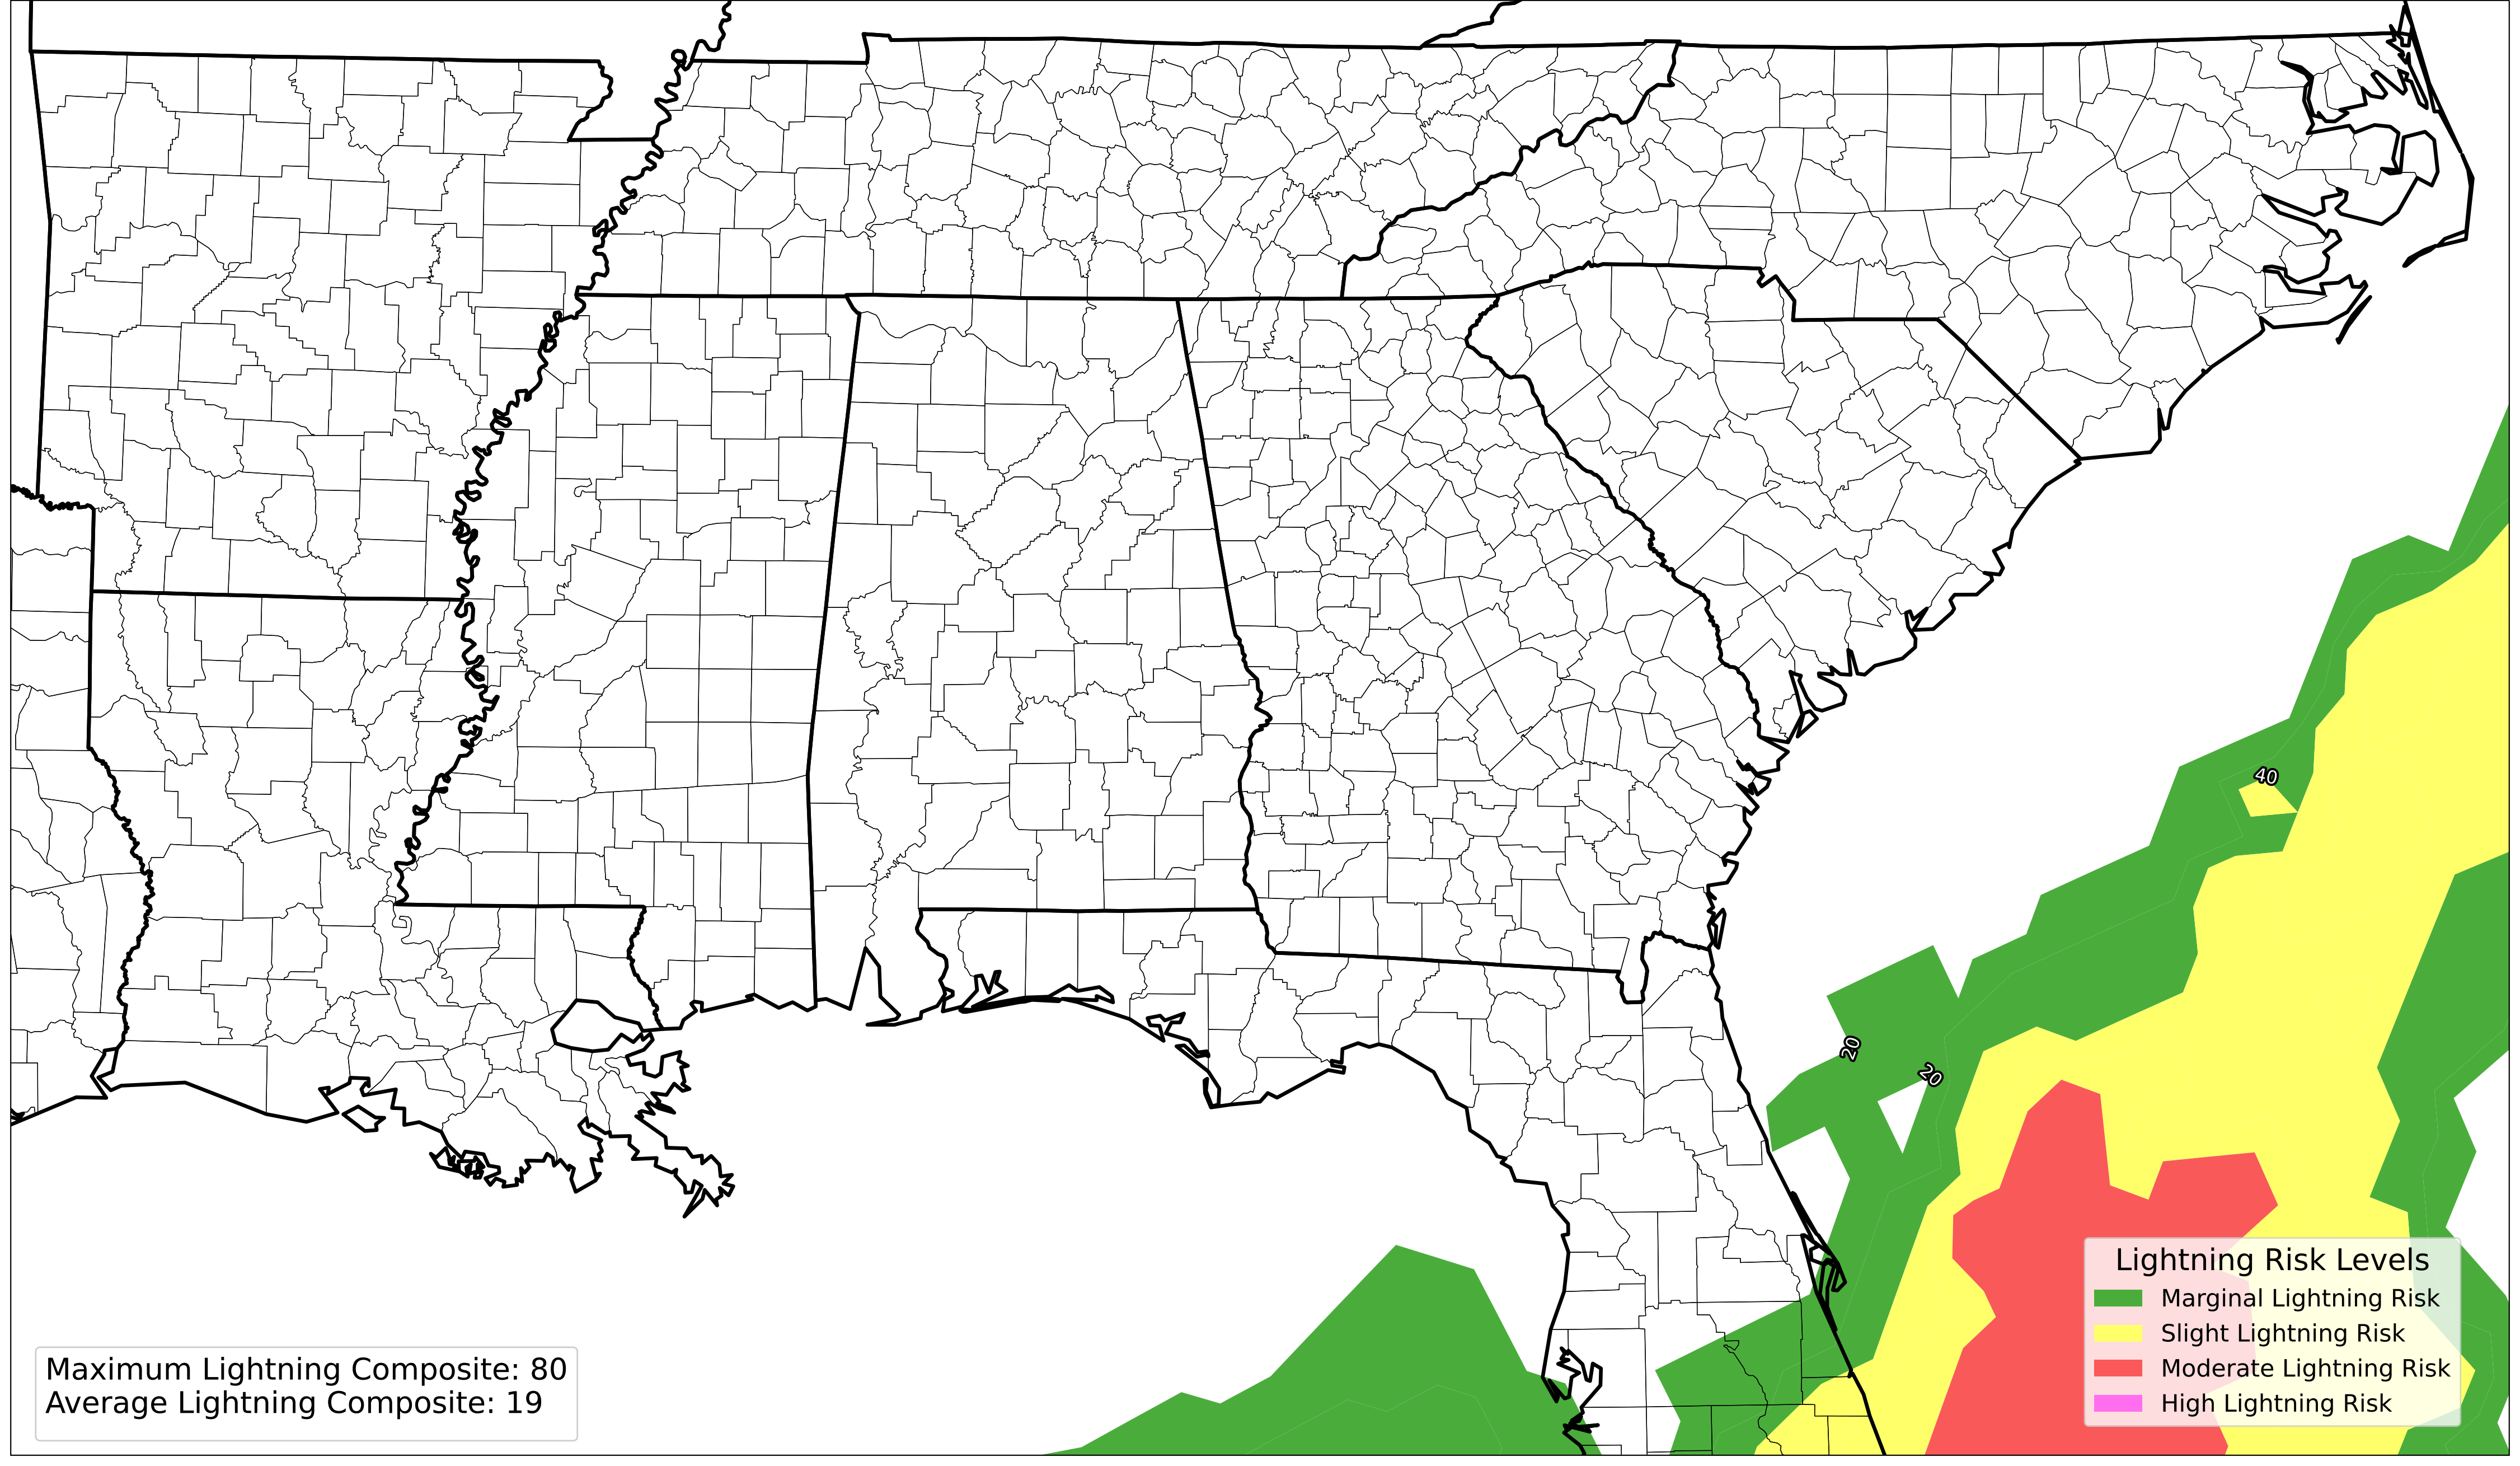 40
20
20
Lightning Risk Levels
Marginal Lightning Risk
Slight Lightning Risk
Moderate Lightning Risk
High Lightning Risk
Maximum Lightning Composite: 80
Average Lightning Composite: 19